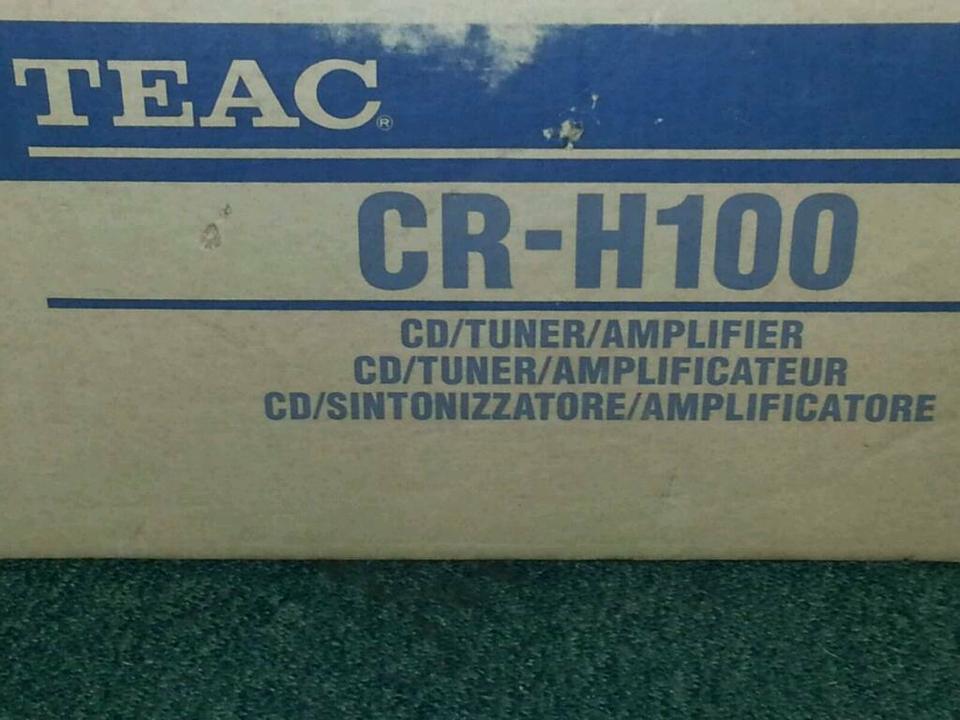 TEAC®
CR-H100
CD/TUNER/AMPLIFIER
CD/TUNER/AMPLIFICATEUR
CD/SINTONIZZATORE/AMPLIFICATORE